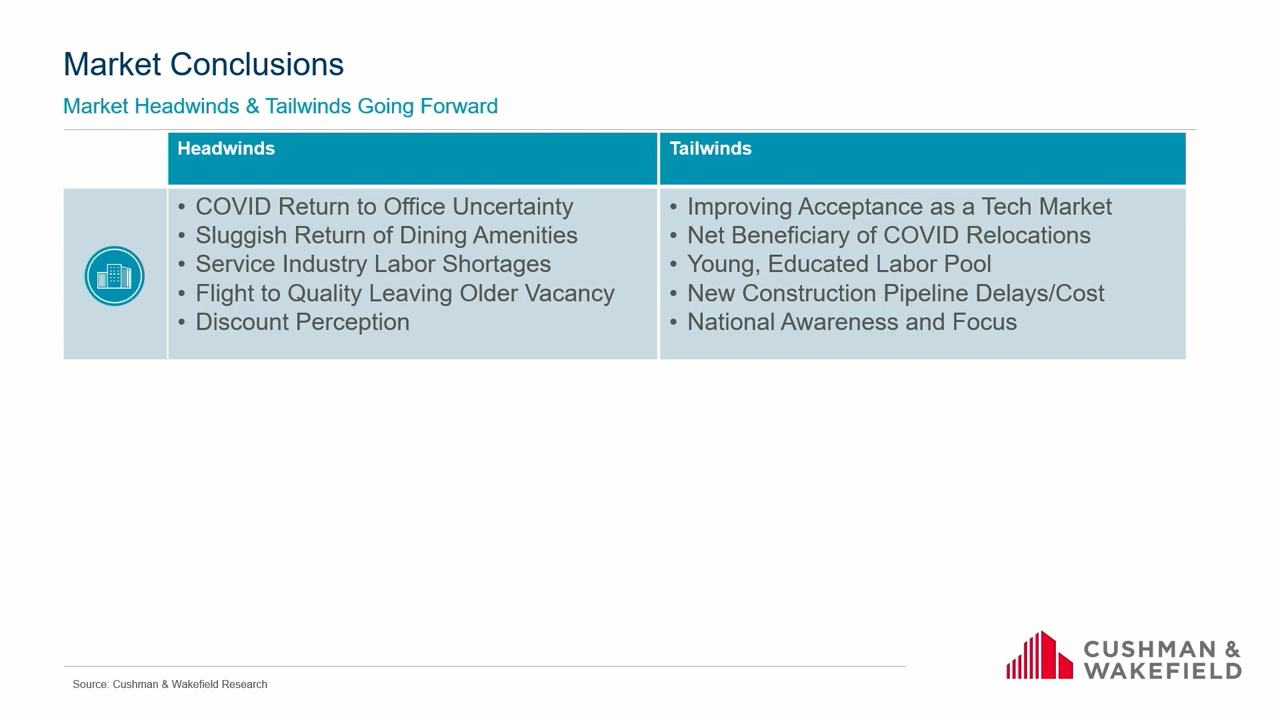 Market Conclusions
Market Headwinds & Tailwinds Going Forward
Headwinds
• COVID Return to Office Uncertainty
• Sluggish Return of Dining Amenities
• Service Industry Labor Shortages
• Flight to Quality Leaving Older Vacancy
• Discount Perception
Tailwinds
• Improving Acceptance as a Tech Market
• Net Beneficiary of COVID Relocations
• Young, Educated Labor Pool
• New Construction Pipeline Delays/Cost
• National Awareness and Focus
Source: Cushman & Wakefield Research
CUSHMAN &
WAKEFIELD